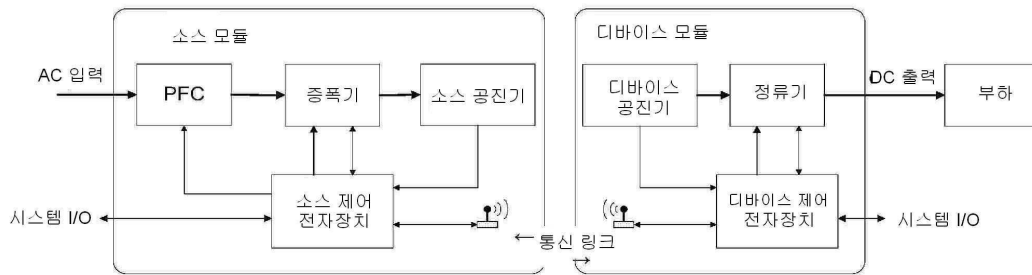 소스 모듈
디바이스 모듈
AC 입력
PFC
증폭기
소스 공진기
디바이스
공진기
정류기
DC 출력
부하
소스 제어
전자장치
디바이스 제어
전자장치
시스템 I/O
시스템 I/O
← 통신 링크
→